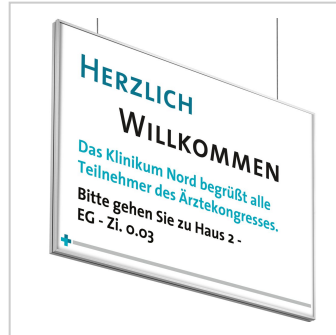 HERZLICH
WILLKOMMEN
Das Klinikum Nord begrüßt alle
Teilnehmer des Ärztekongresses.
Bitte gehen Sie zu Haus 2 -
EG - Zi. 0.03